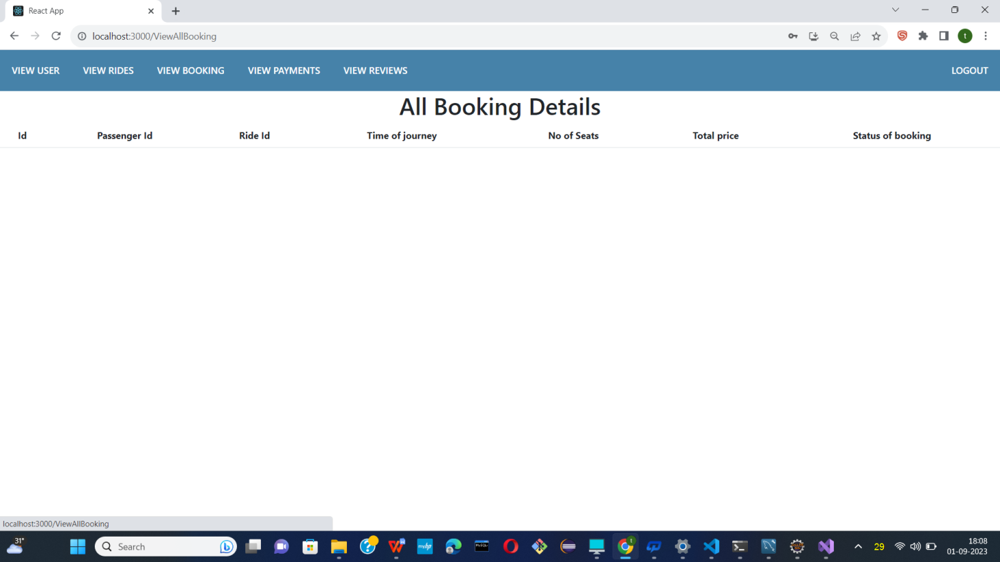 React App
localhost:3000/ViewAllBooking
t
VIEW USER VIEW RIDES VIEW BOOKING VIEW PAYMENTS VIEW REVIEWS LOGOUT
All Booking Details
Id Passenger Id Ride Id Time of journey No of Seats Total price Status of booking
localhost:3000/ViewAllBooking
31°
Search
myhp
t
29
18:08
01-09-2023